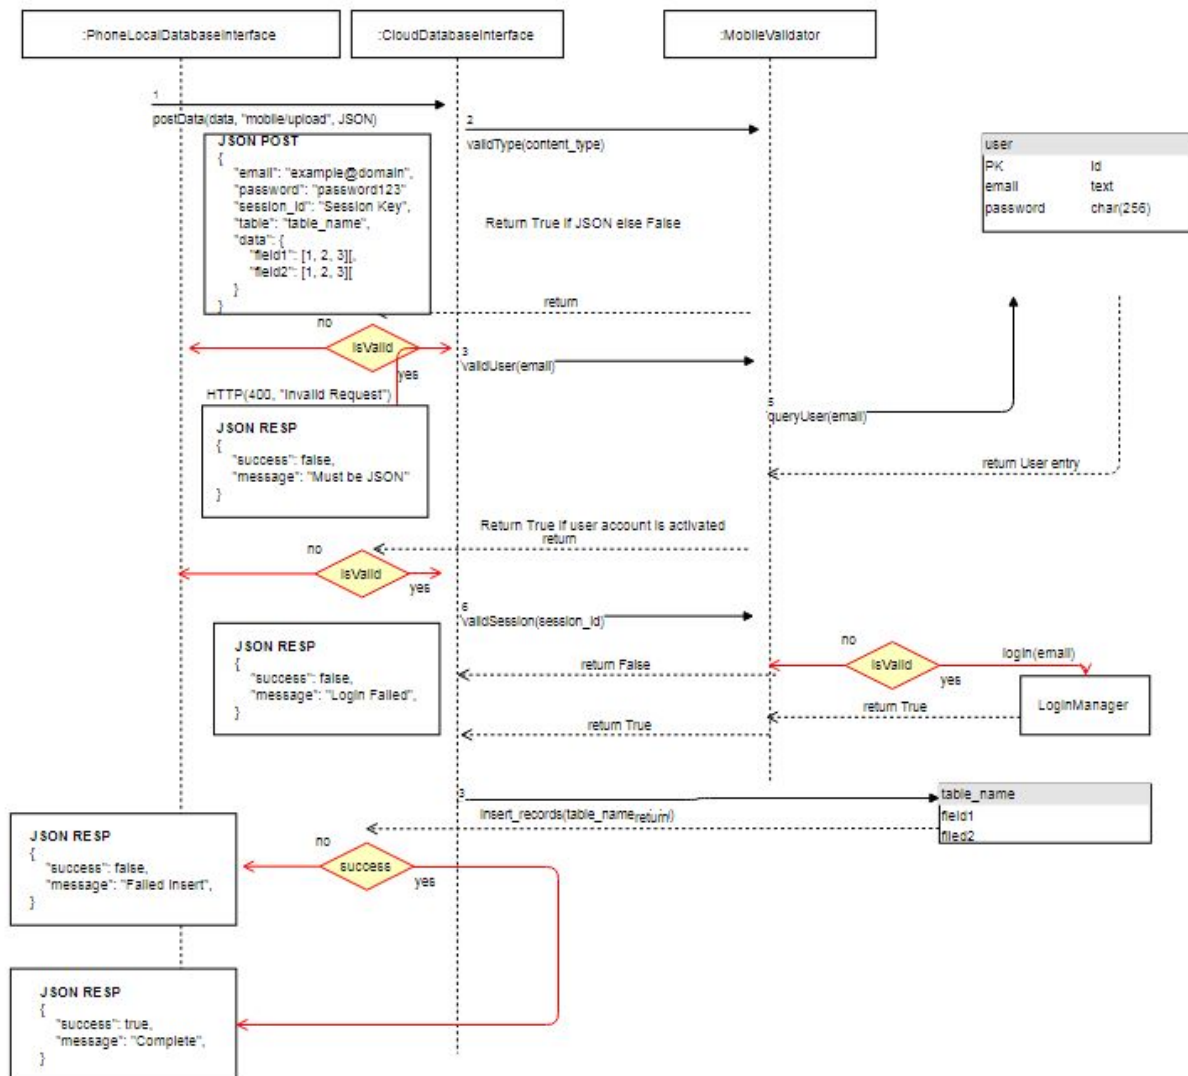 :PhoneLocalDatabaseInterface
:CloudDatabaseInterface
:MobileValidator
1
postData(data, "mobile/upload", JSON)
2
validType(content_type)
JSON POST
{
"email": "example@domain",
"password": "password123"
"session_id": "Session Key",
"table": "table_name",
"data": {
"field1": [1, 2, 3][,
"field2": [1, 2, 3][
}
}
user
PK id
email text
password char(256)
Return True if JSON else False
return
no
isValid
yes
3
validUser(email)
HTTP(400, "Invalid Request")
JSON RESP
{
"success": false,
"message": "Must be JSON"
}
5
queryUser(email)
return User entry
Return True if user account is activated
return
no
isValid
yes
6
validSession(session_id)
JSON RESP
{
"success": false,
"message": "Login Failed",
}
return False
no
isValid
yes
login(email)
LoginManager
return True
return True
3
insert_records(table_name
return
table_name
field1
filed2
JSON RESP
{
"success": false,
"message": "Failed Insert",
}
no
success
yes
JSON RESP
{
"success": true,
"message": "Complete",
}